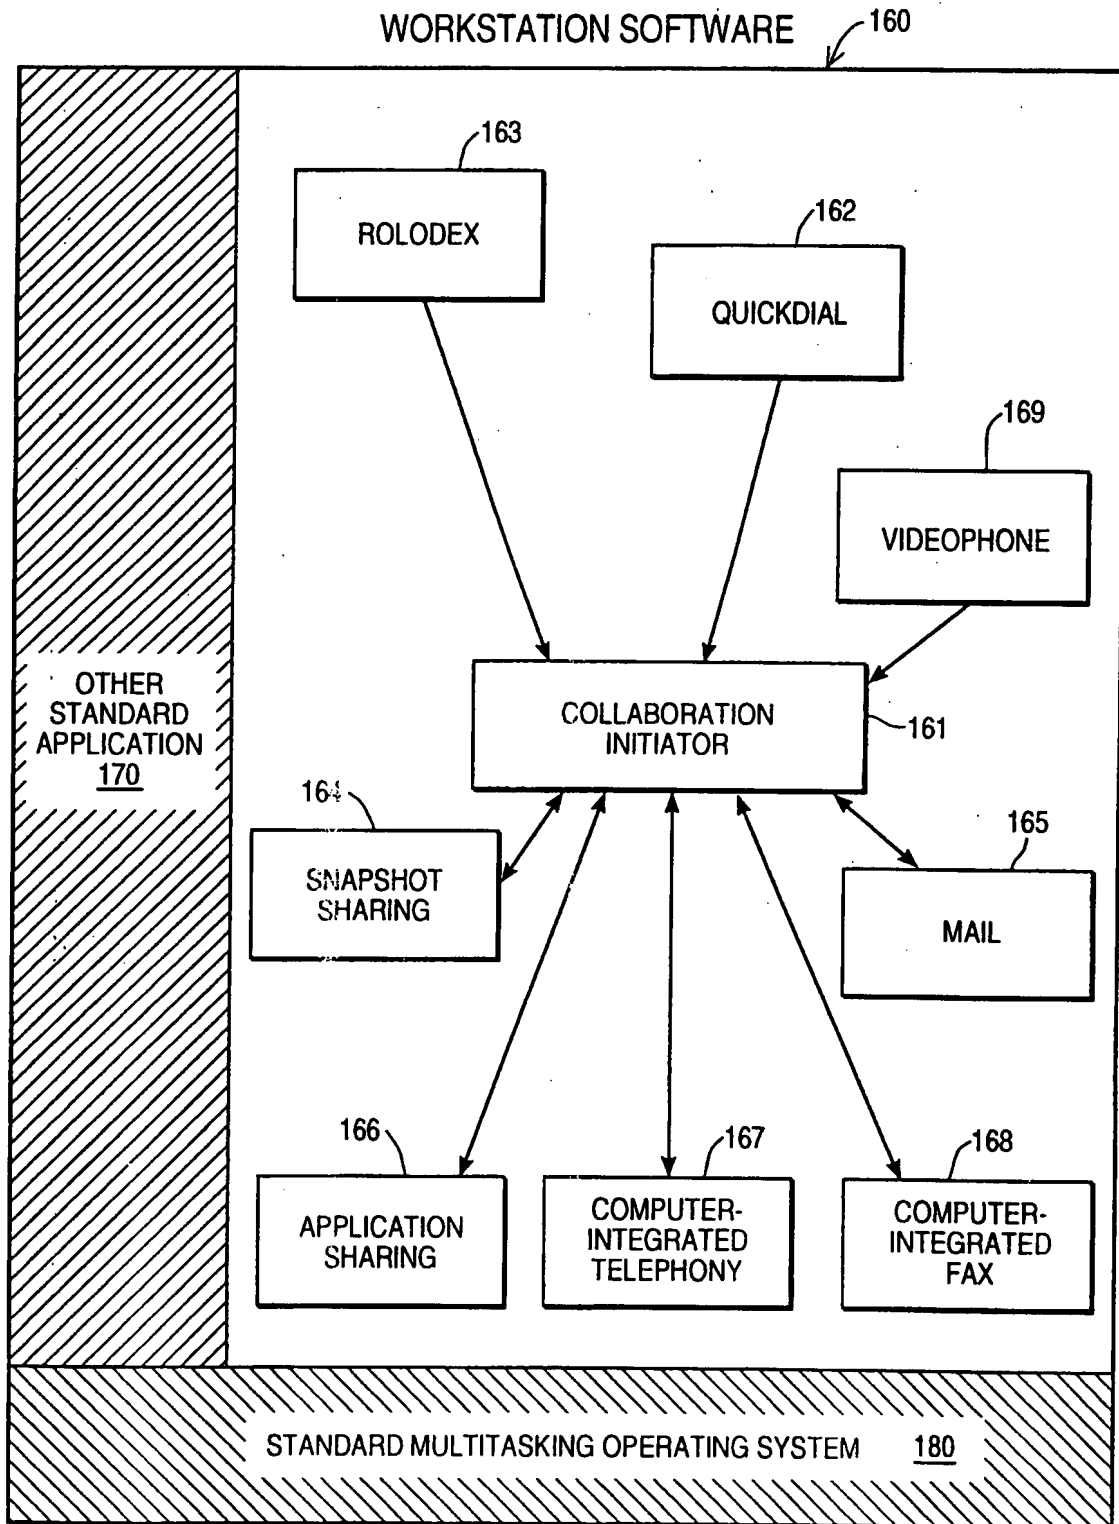 WORKSTATION SOFTWARE
160
163
ROLODEX
162
QUICKDIAL
169
VIDEOPHONE
COLLABORATION
INITIATOR
161
OTHER
STANDARD
APPLICATION
170
164
SNAPSHOT
SHARING
165
MAIL
166
APPLICATION
SHARING
167
COMPUTER-
INTEGRATED
TELEPHONY
168
COMPUTER-
INTEGRATED
FAX
STANDARD MULTITASKING OPERATING SYSTEM 180